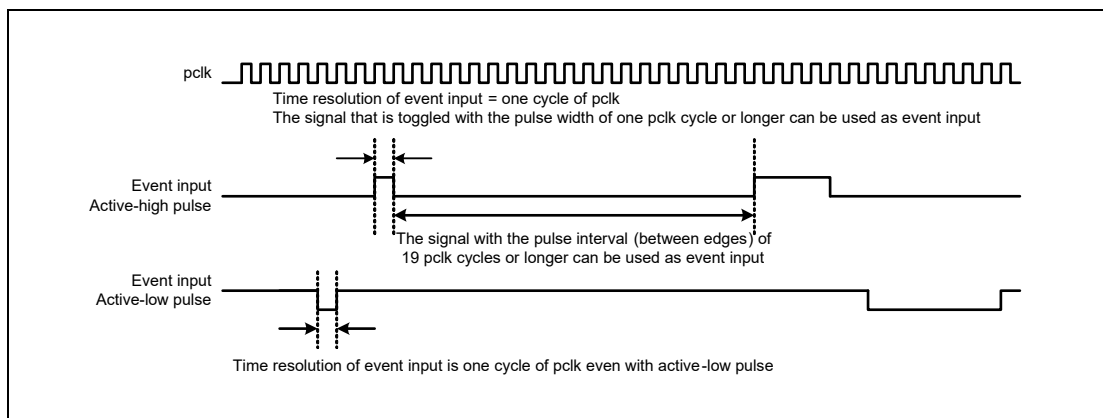 pclk
Time resolution of event input = one cycle of pclk
The signal that is toggled with the pulse width of one pclk cycle or longer can be used as event input
Event input
Active-high pulse
The signal with the pulse interval (between edges) of
19 pclk cycles or longer can be used as event input
Event input
Active-low pulse
Time resolution of event input is one cycle of pclk even with active-low pulse